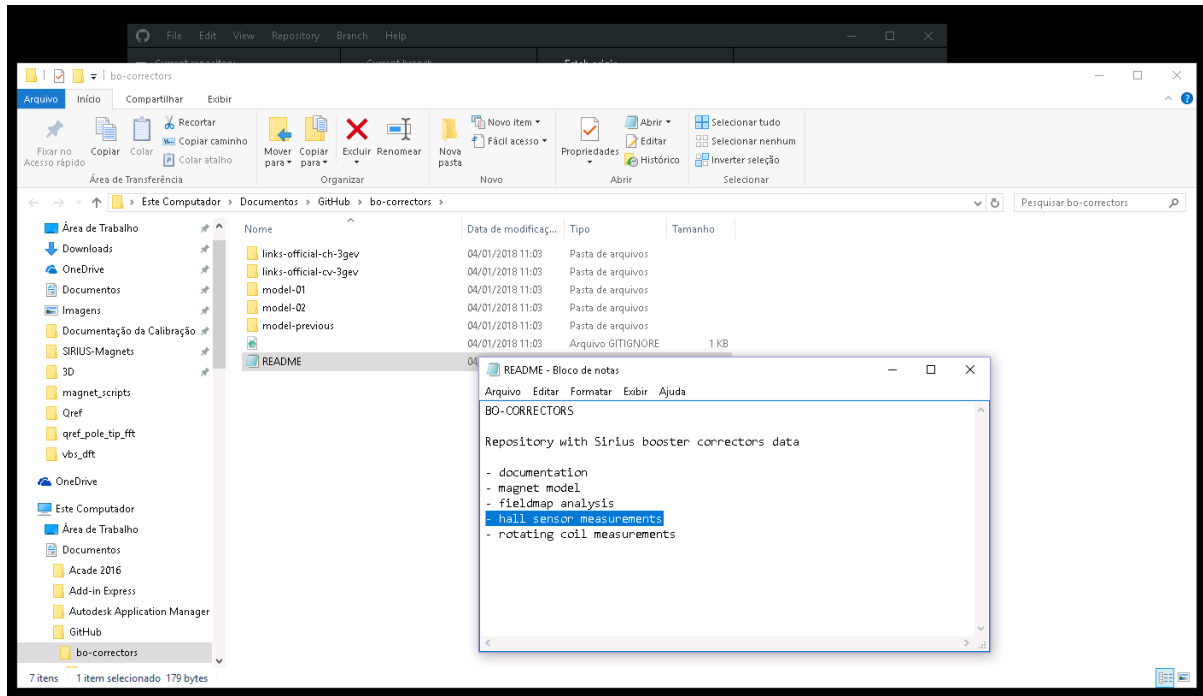 File Edit View Repository Branch Help
Current repository Current branch Fetch origin
bo-correctors
Arquivo Início Compartilhar Exibir
Fixar no Acesso rápido
Copiar
Colar
Recortar
Copiar caminho
Colar atalho
Mover para
Copiar para
Excluir
Renomear
Nova pasta
Novo item
Fácil acesso
Propriedades
Abrir
Editar
Histórico
Selecionar tudo
Selecionar nenhum
Inverter seleção
Área de Transferência Organizar Novo Abrir Selecionar
Este Computador > Documentos > GitHub > bo-correctors >
Pesquisar bo-correctors
Área de Trabalho
Downloads
OneDrive
Documentos
Imagens
Documentação da Calibração
SIRIUS-Magnets
3D
magnet_scripts
Qref
qref_pole_tip_fft
vbs_dft
OneDrive
Este Computador
Área de Trabalho
Documentos
Acade 2016
Add-in Express
Autodesk Application Manager
GitHub
bo-correctors
Nome Data de modificaç... Tipo Tamanho
links-official-ch-3gev 04/01/2018 11:03 Pasta de arquivos
links-official-cv-3gev 04/01/2018 11:03 Pasta de arquivos
model-01 04/01/2018 11:03 Pasta de arquivos
model-02 04/01/2018 11:03 Pasta de arquivos
model-previous 04/01/2018 11:03 Pasta de arquivos
04/01/2018 11:03 Arquivo GITIGNORE 1 KB
README 04
README - Bloco de notas
Arquivo Editar Formatar Exibir Ajuda
BO-CORRECTORS
Repository with Sirius booster correctors data
- documentation
- magnet model
- fieldmap analysis
- hall sensor measurements
- rotating coil measurements
7 itens 1 item selecionado 179 bytes